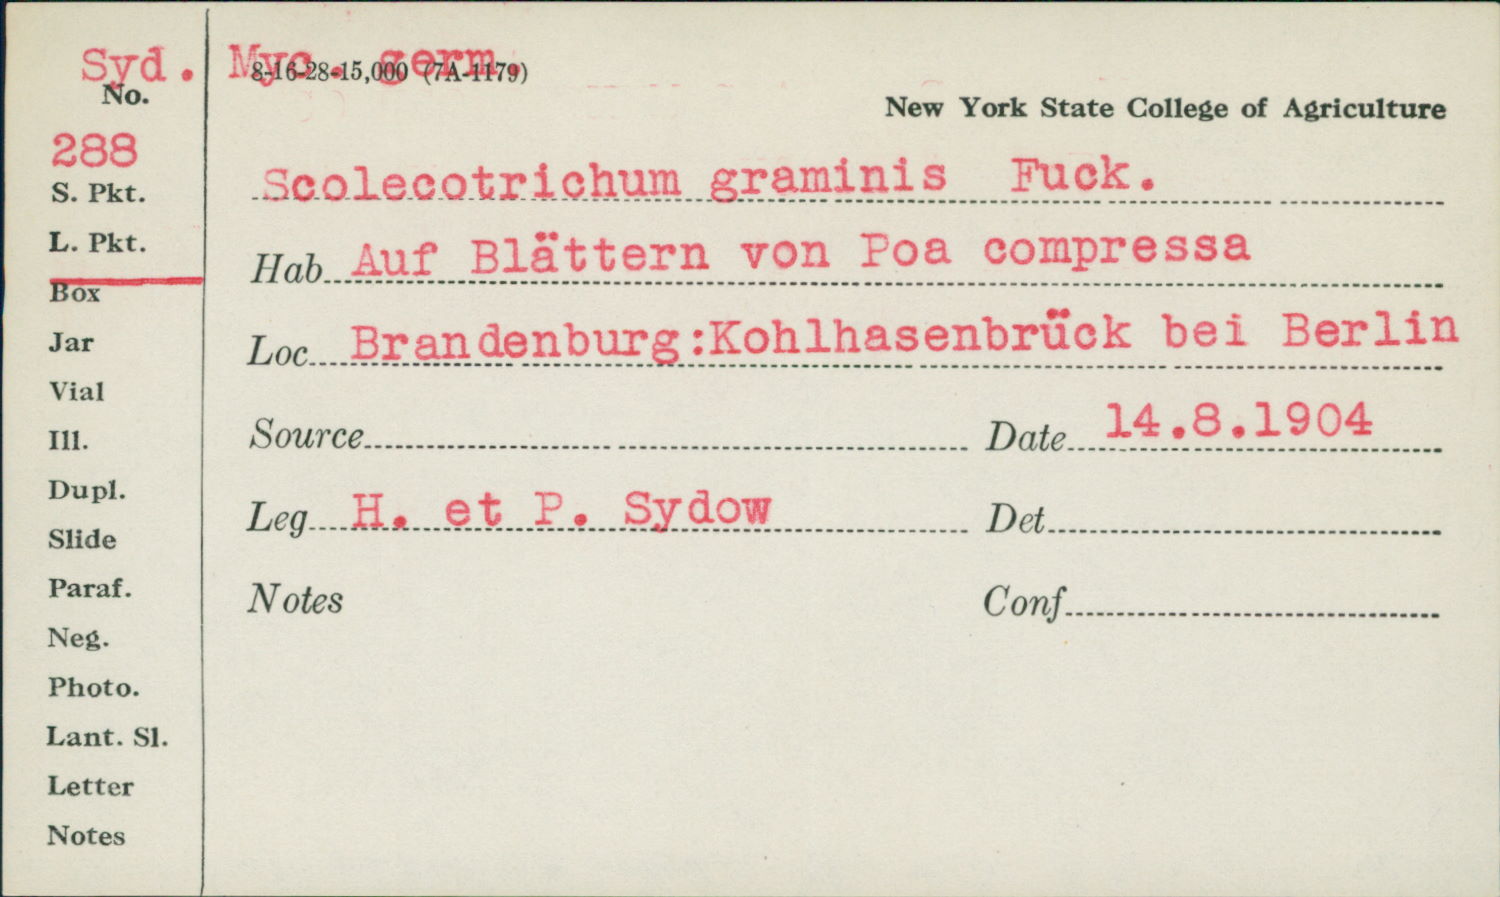 Syd. Myc. germ.
8-16-28-15,000 (7A-1179)
No.
New York State College of Agriculture
288
Scolecotrichum graminis Fuck.
S. Pkt.
L. Pkt.
Hab Auf Blättern von Poa compressa
Box
Loc Brandenburg:Kohlhasenbrück bei Berlin
Jar
Vial
Source Date 14.8.1904
Ill.
Dupl.
Leg H. et P. Sydow Det
Slide
Paraf.
Notes Conf
Neg.
Photo.
Lant. Sl.
Letter
Notes